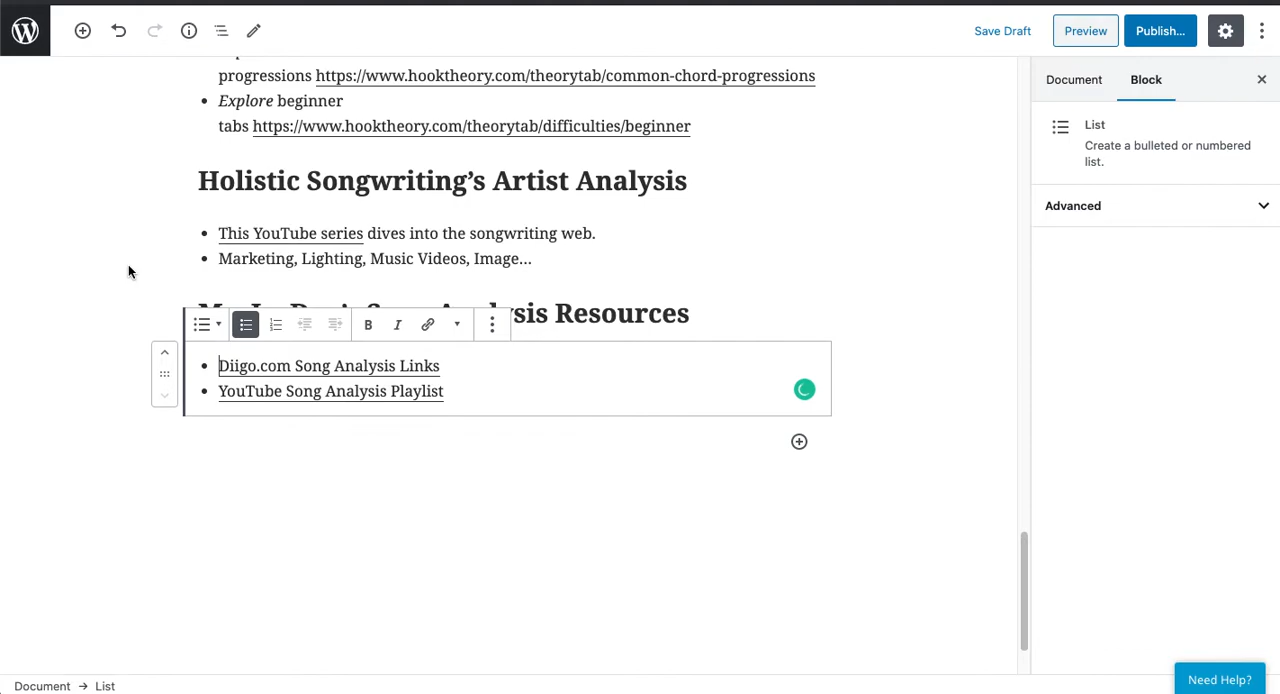 Save Draft
Preview
Publish...
progressions https://www.hooktheory.com/theorytab/common-chord-progressions
Explore beginner
tabs https://www.hooktheory.com/theorytab/difficulties/beginner
Holistic Songwriting’s Artist Analysis
This YouTube series dives into the songwriting web.
Marketing, Lighting, Music Videos, Image…
Resources
Diigo.com Song Analysis Links
YouTube Song Analysis Playlist
Document
Block
List
Create a bulleted or numbered
list.
Advanced
Document → List
Need Help?